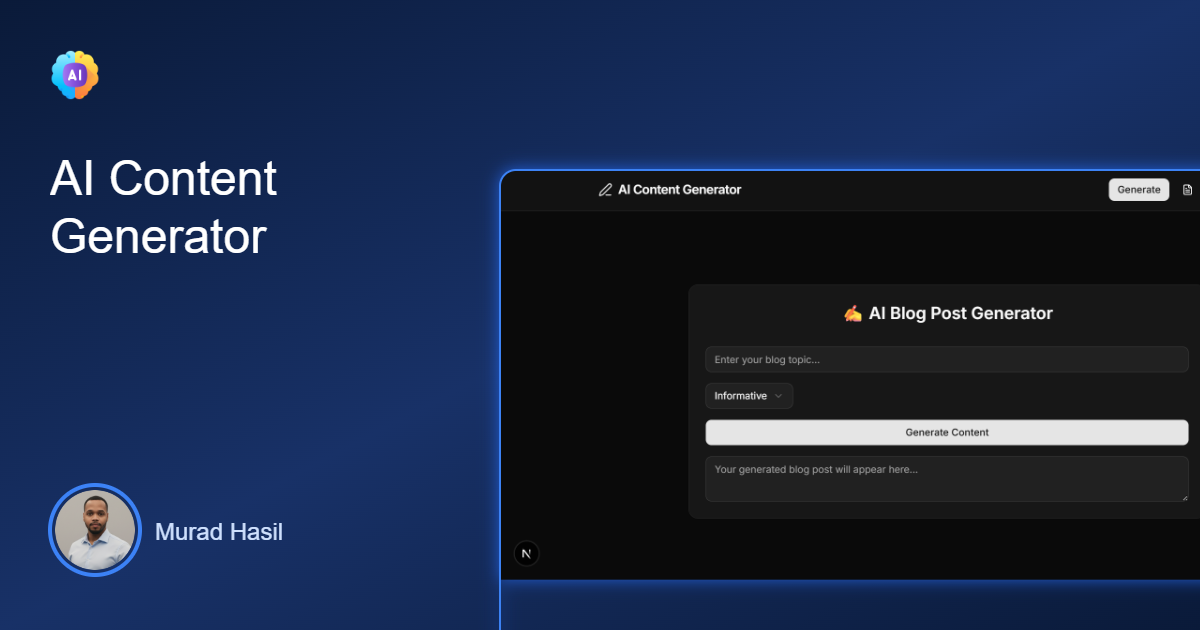 AI
AI Content
Generator
AI Content Generator
Generate
✍️ AI Blog Post Generator
Enter your blog topic...
Informative
Generate Content
Your generated blog post will appear here...
N
Murad Hasil